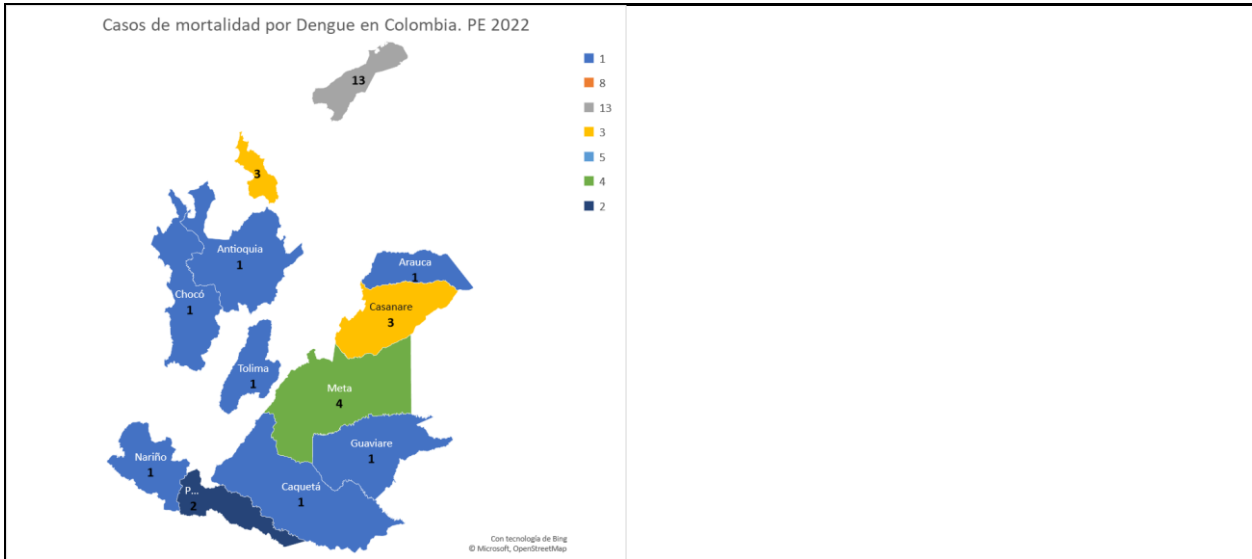 Casos de mortalidad por Dengue en Colombia. PE 2022
1
8
13
3
5
4
2
13
3
Antioquia
1
Arauca
1
Chocó
1
Casanare
3
Tolima
1
Meta
4
Guaviare
1
Nariño
1
P...
2
Caquetá
1
Con tecnología de Bing
© Microsoft, OpenStreetMap